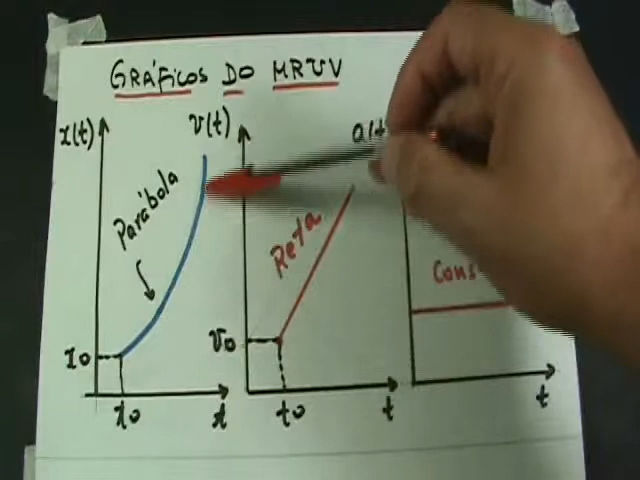 GRÁFICOS DO MRUV
x(t)
v(t)
Parábola
Reta
x0
v0
t0
t0
t
t
t